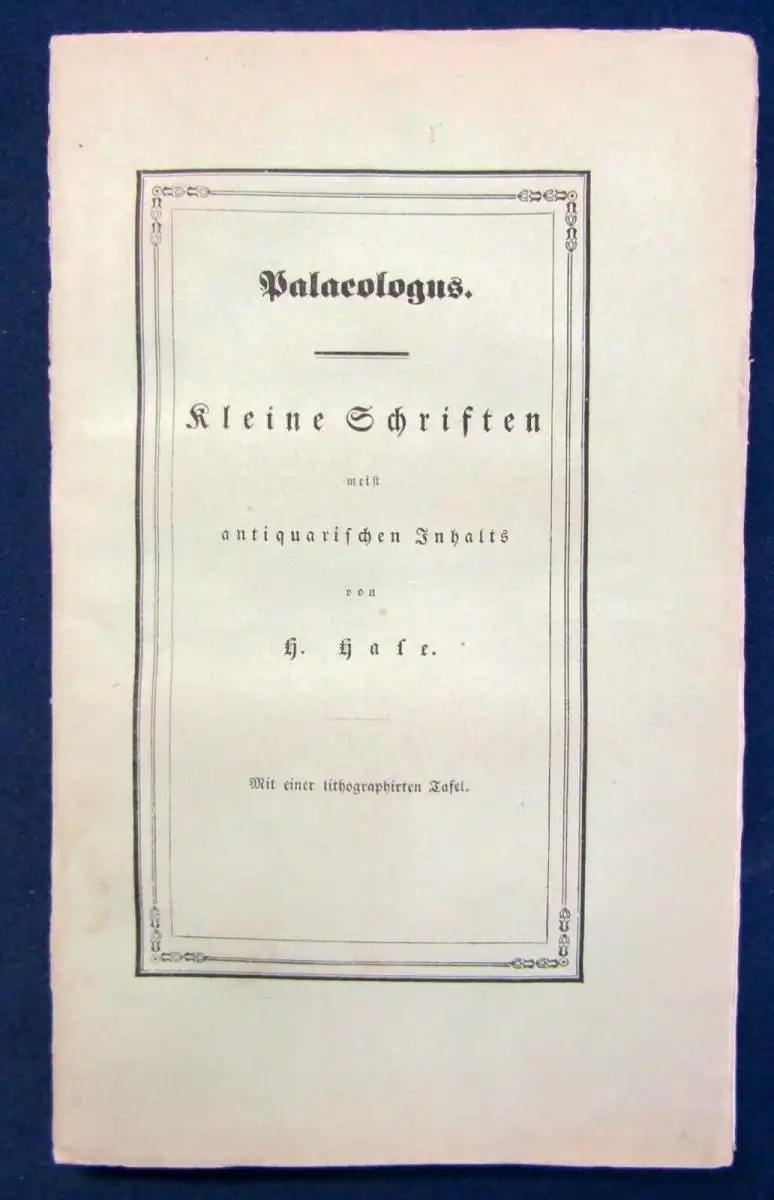 Palaeologus.
Kleine Schriften
meiſt
antiquariſchen Inhalts
von
H. Haſe.
Mit einer lithographirten Tafel.